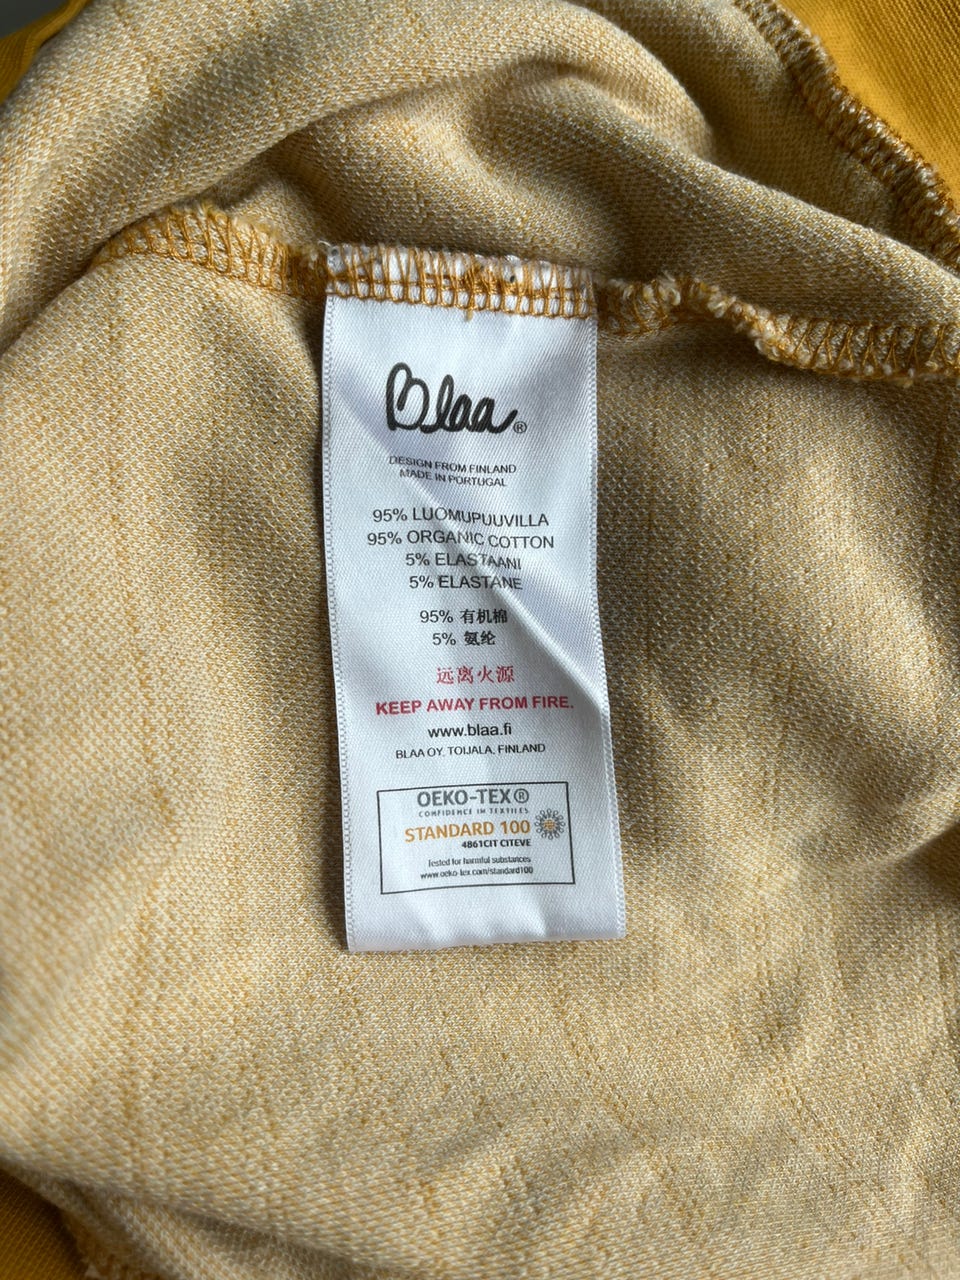 Blaa®
DESIGN FROM FINLAND
MADE IN PORTUGAL
95% LUOMUPUUVILLA
95% ORGANIC COTTON
5% ELASTAANI
5% ELASTANE
95% 有机棉
5% 氨纶
远离火源
KEEP AWAY FROM FIRE.
www.blaa.fi
BLAA OY, TOIJALA, FINLAND
OEKO-TEX®
CONFIDENCE IN TEXTILES
STANDARD 100
4861CIT CITEVE
Tested for harmful substances
www.oeko-tex.com/standard100